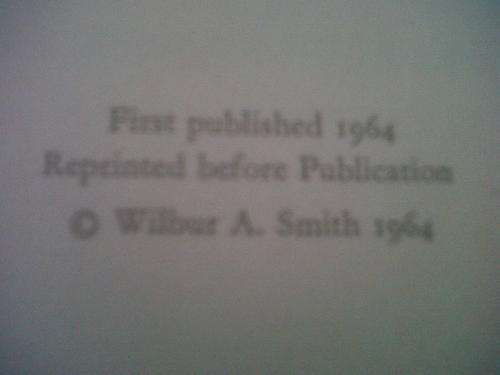 First published 1964
Reprinted before Publication
© Wilbur A. Smith 1964